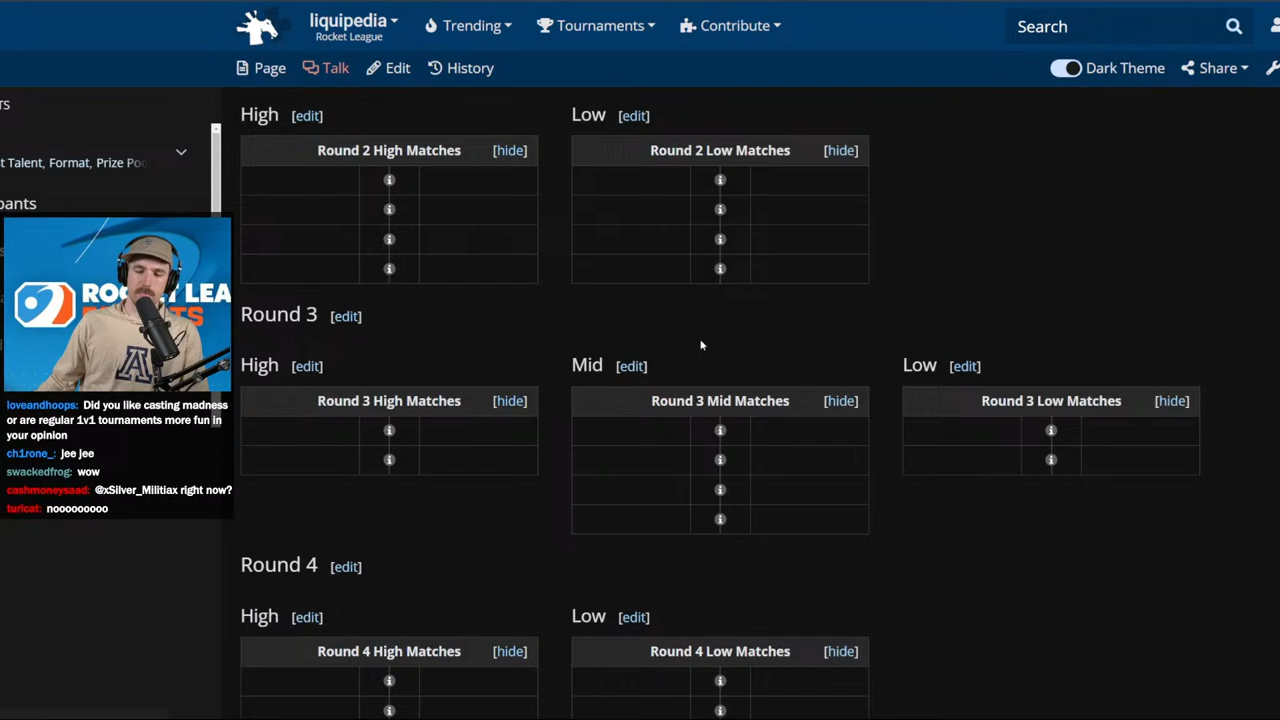 liquipedia
Rocket League
Trending
Tournaments
Contribute
Search
Page
Talk
Edit
History
Dark Theme
Share
High [edit]
Low [edit]
Round 2 High Matches [hide]
Round 2 Low Matches [hide]
Round 3 [edit]
High [edit]
Mid [edit]
Low [edit]
Round 3 High Matches [hide]
Round 3 Mid Matches [hide]
Round 3 Low Matches [hide]
Round 4 [edit]
High [edit]
Low [edit]
Round 4 High Matches [hide]
Round 4 Low Matches [hide]
t Talent, Format, Prize Poo
pants
ROCKET LEA
A
loveandhoops: Did you like casting madness
or are regular 1v1 tournaments more fun in
your opinion
ch1rone_: jee jee
swackedfrog: wow
cashmoneysaad: @xSilver_Militiax right now?
turicat: nooooooooo